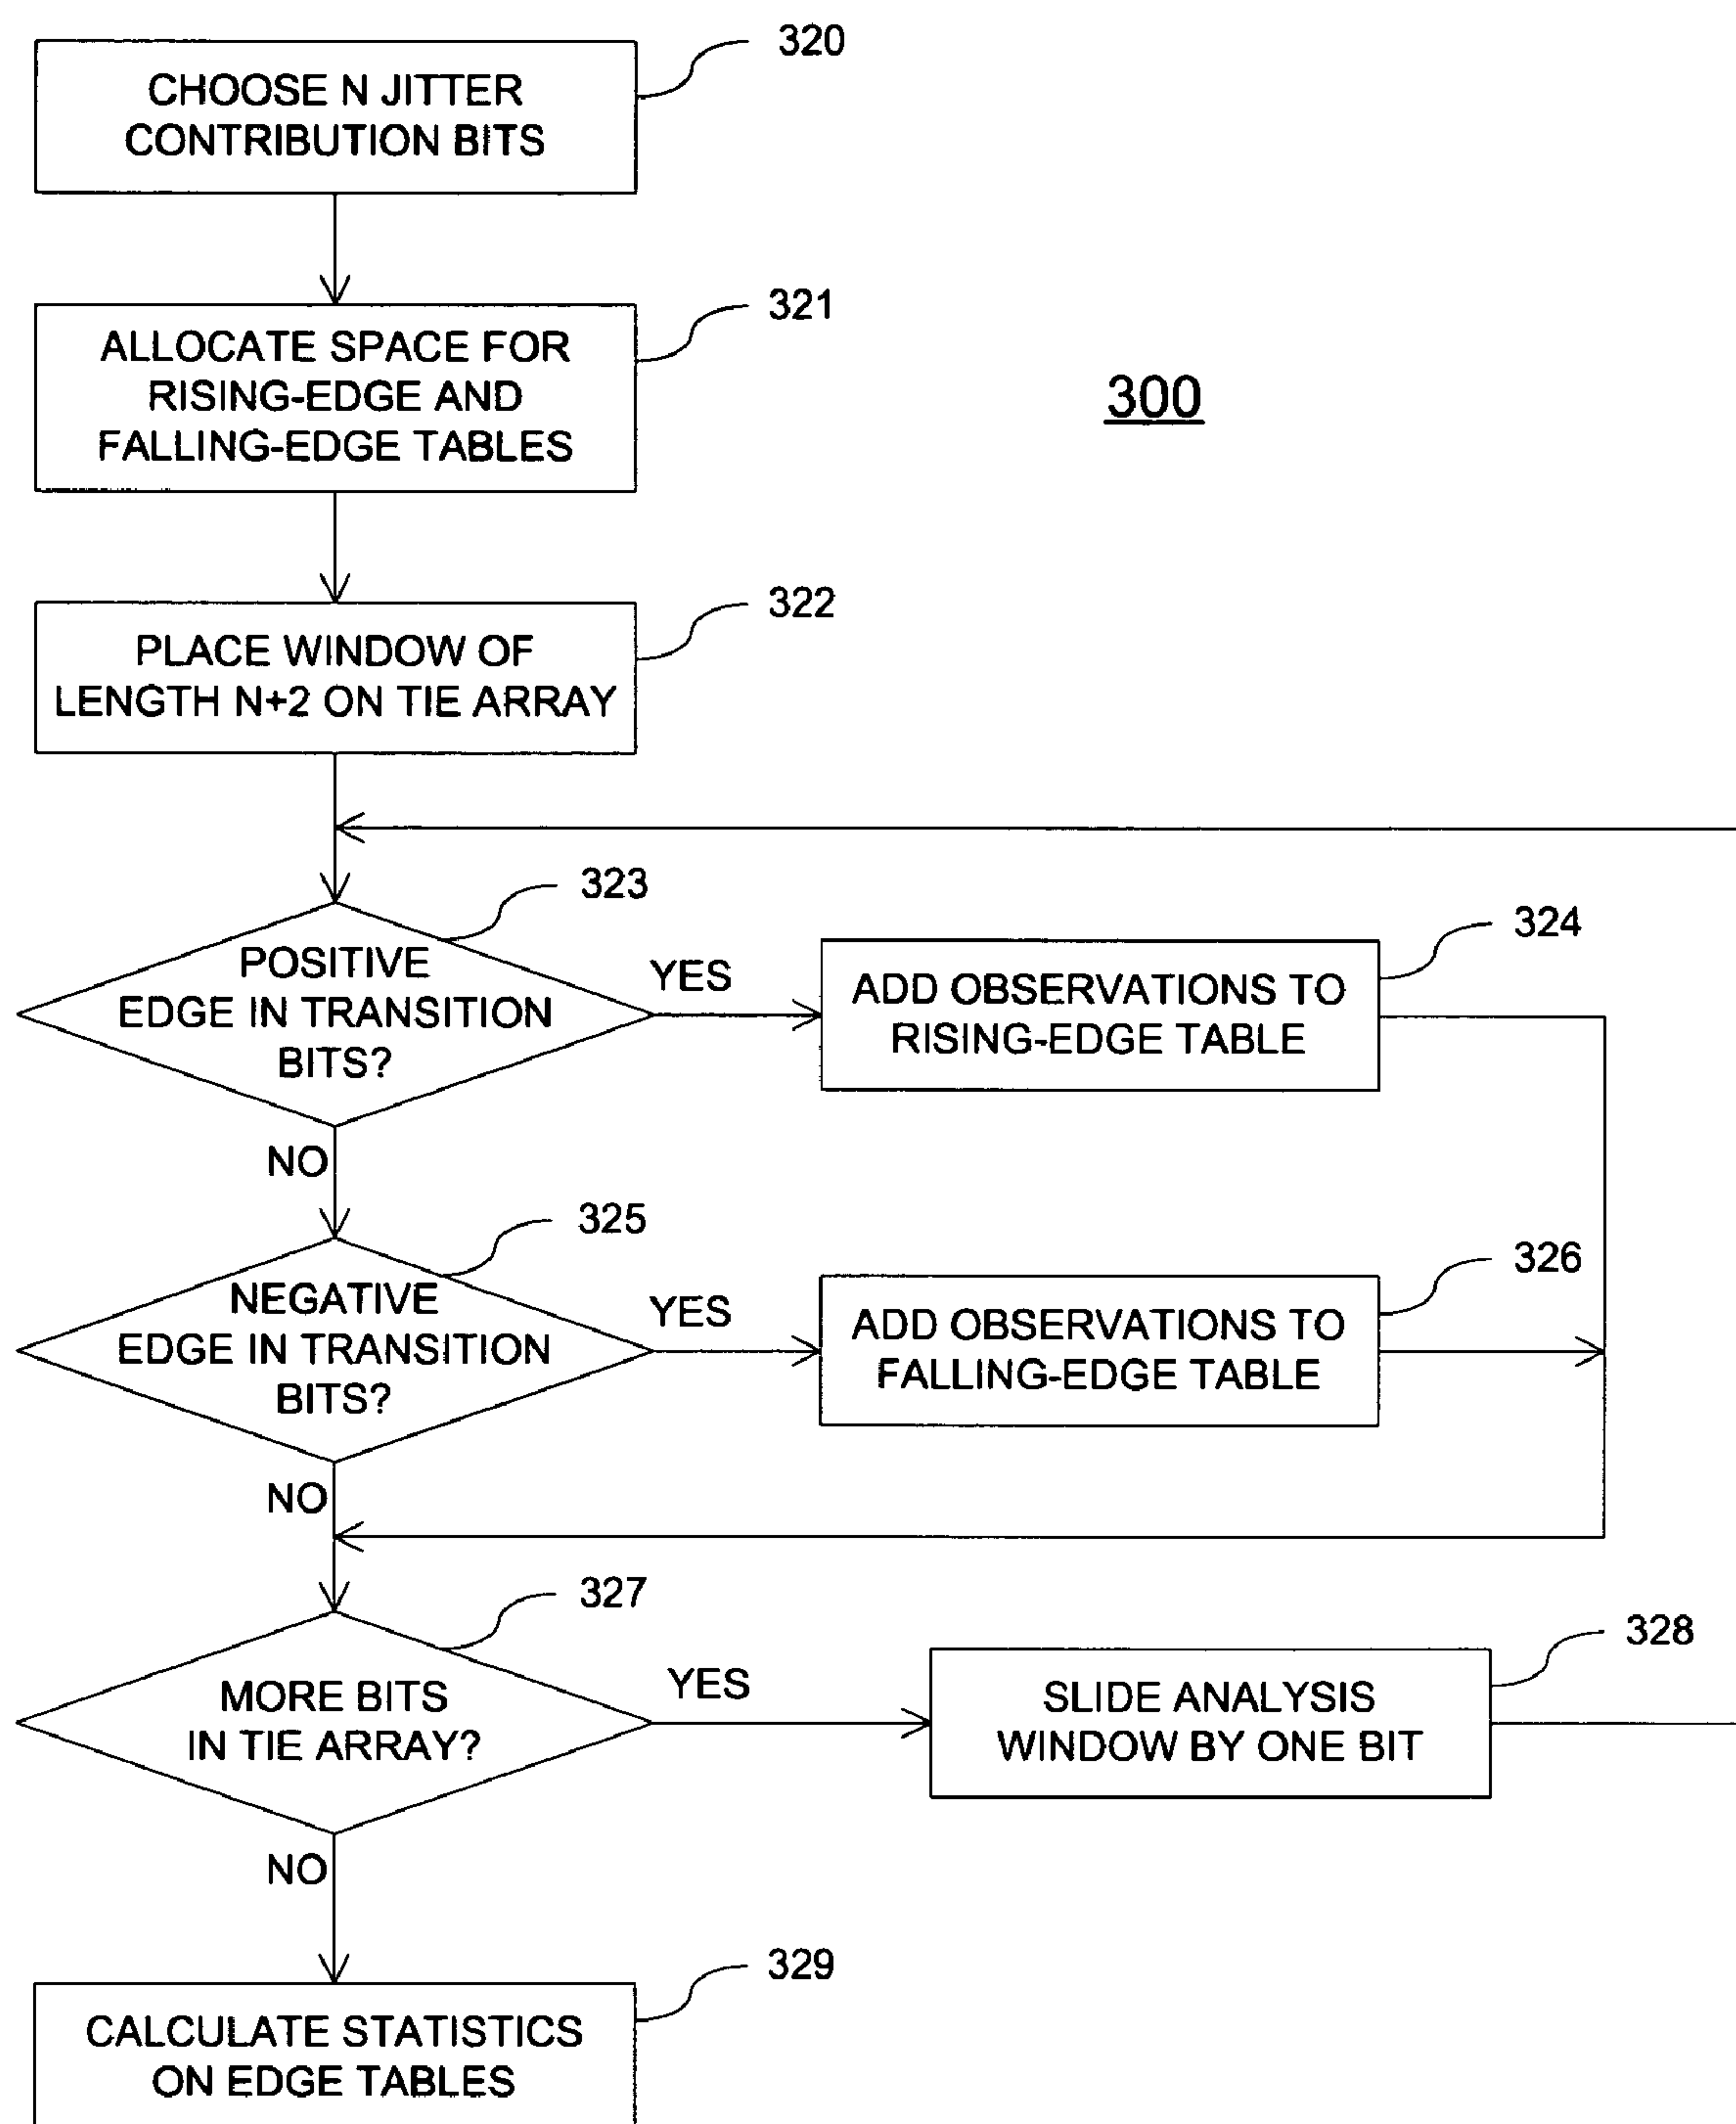 320
CHOOSE N JITTER
CONTRIBUTION BITS
321
ALLOCATE SPACE FOR
RISING-EDGE AND
FALLING-EDGE TABLES
300
322
PLACE WINDOW OF
LENGTH N+2 ON TIE ARRAY
323
POSITIVE
EDGE IN TRANSITION
BITS?
YES
NO
324
ADD OBSERVATIONS TO
RISING-EDGE TABLE
325
NEGATIVE
EDGE IN TRANSITION
BITS?
YES
NO
326
ADD OBSERVATIONS TO
FALLING-EDGE TABLE
327
MORE BITS
IN TIE ARRAY?
YES
NO
328
SLIDE ANALYSIS
WINDOW BY ONE BIT
329
CALCULATE STATISTICS
ON EDGE TABLES